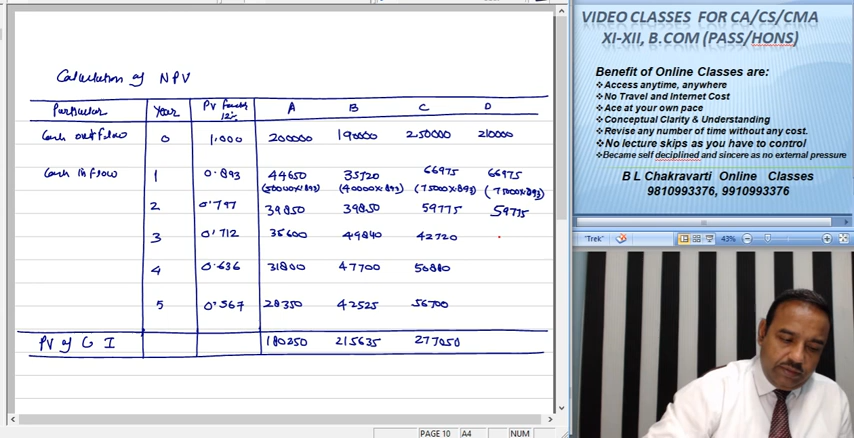 Calculation of NPV
Particular Year PV Factor 12% A B C D
Cash outflow 0 1.000 200000 190000 250000 210000
Cash inflow 1 0.893 44650 35720 66975 66975
(50000x.893) (40000x.893) (75000x.893) (75000x.893)
2 0.797 39850 39850 59775 59775
3 0.712 35600 49840 42720
4 0.636 31800 47700 50880
5 0.567 28350 42525 56700
PV of C I 180250 215635 277050
VIDEO CLASSES FOR CA/CS/CMA
XI-XII, B.COM (PASS/HONS)
Benefit of Online Classes are:
❖Access anytime, anywhere
❖No Travel and Internet Cost
❖Ace at your own pace
❖Conceptual Clarity & Understanding
❖Revise any number of time without any cost.
❖No lecture skips as you have to control
❖Became self deciplined and sincere as no external pressure
B L Chakravarti Online Classes
9810993376, 9910993376
"Trek" 43%
PAGE 10 A4 NUM